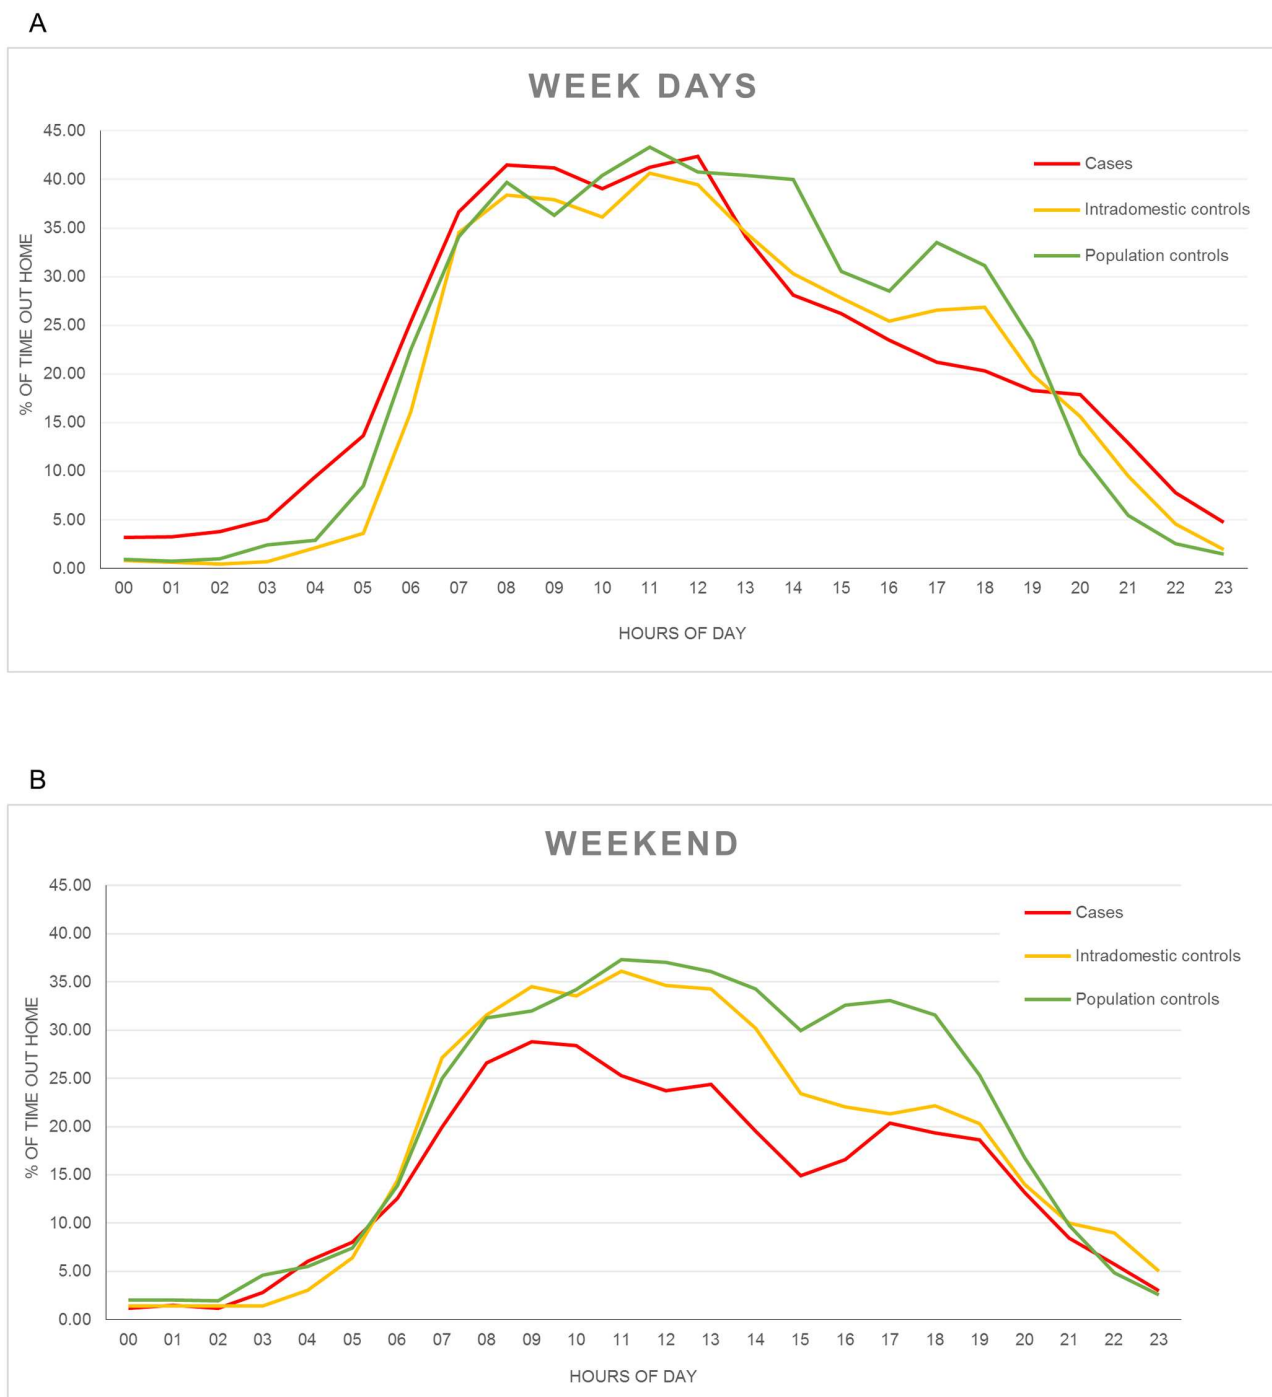 A
WEEK DAYS
45.00
40.00
35.00
30.00
25.00
20.00
15.00
10.00
5.00
0.00
% OF TIME OUT HOME
Cases
Intradomestic controls
Population controls
00 01 02 03 04 05 06 07 08 09 10 11 12 13 14 15 16 17 18 19 20 21 22 23
HOURS OF DAY
B
WEEKEND
45.00
40.00
35.00
30.00
25.00
20.00
15.00
10.00
5.00
0.00
% OF TIME OUT HOME
Cases
Intradomestic controls
Population controls
00 01 02 03 04 05 06 07 08 09 10 11 12 13 14 15 16 17 18 19 20 21 22 23
HOURS OF DAY